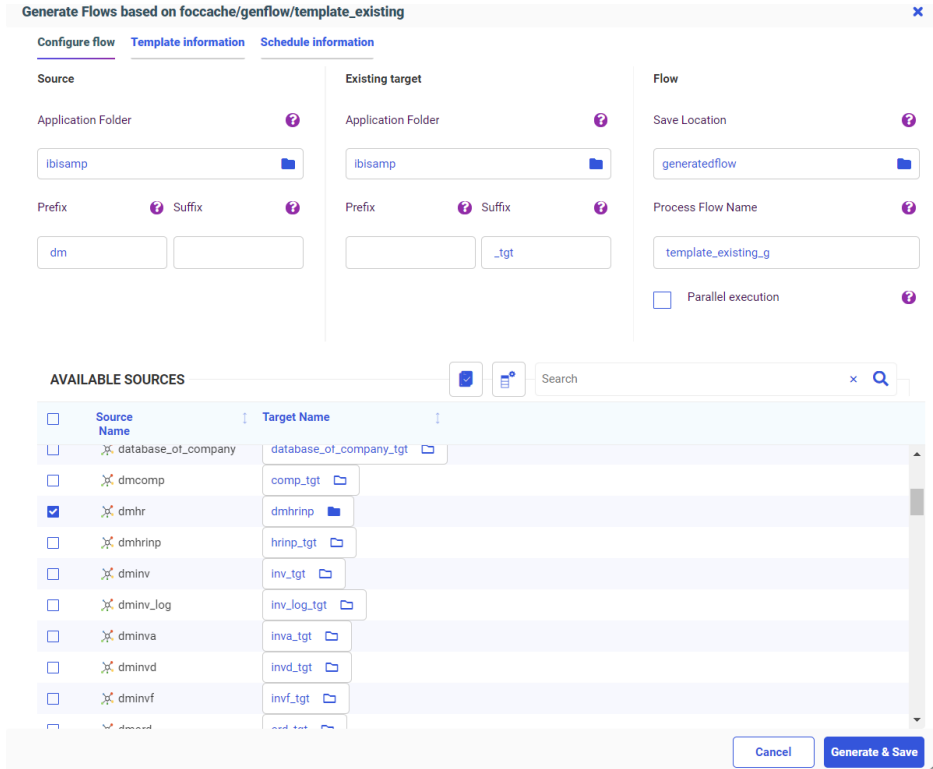 Generate Flows based on foccache/genflow/template_existing
Configure flow Template information Schedule information
Source Existing target Flow
Application Folder Application Folder Save Location
ibisamp ibisamp generatedflow
Prefix Suffix Prefix Suffix Process Flow Name
dm _tgt template_existing_g
Parallel execution
AVAILABLE SOURCES Search
Source Name Target Name
database_of_company database_of_company_tgt
dmcomp comp_tgt
dmhr dmhrinp
dmhrinp hrinp_tgt
dminv inv_tgt
dminv_log inv_log_tgt
dminva inva_tgt
dminvd invd_tgt
dminvf invf_tgt
dmord ord_tgt
Cancel Generate & Save